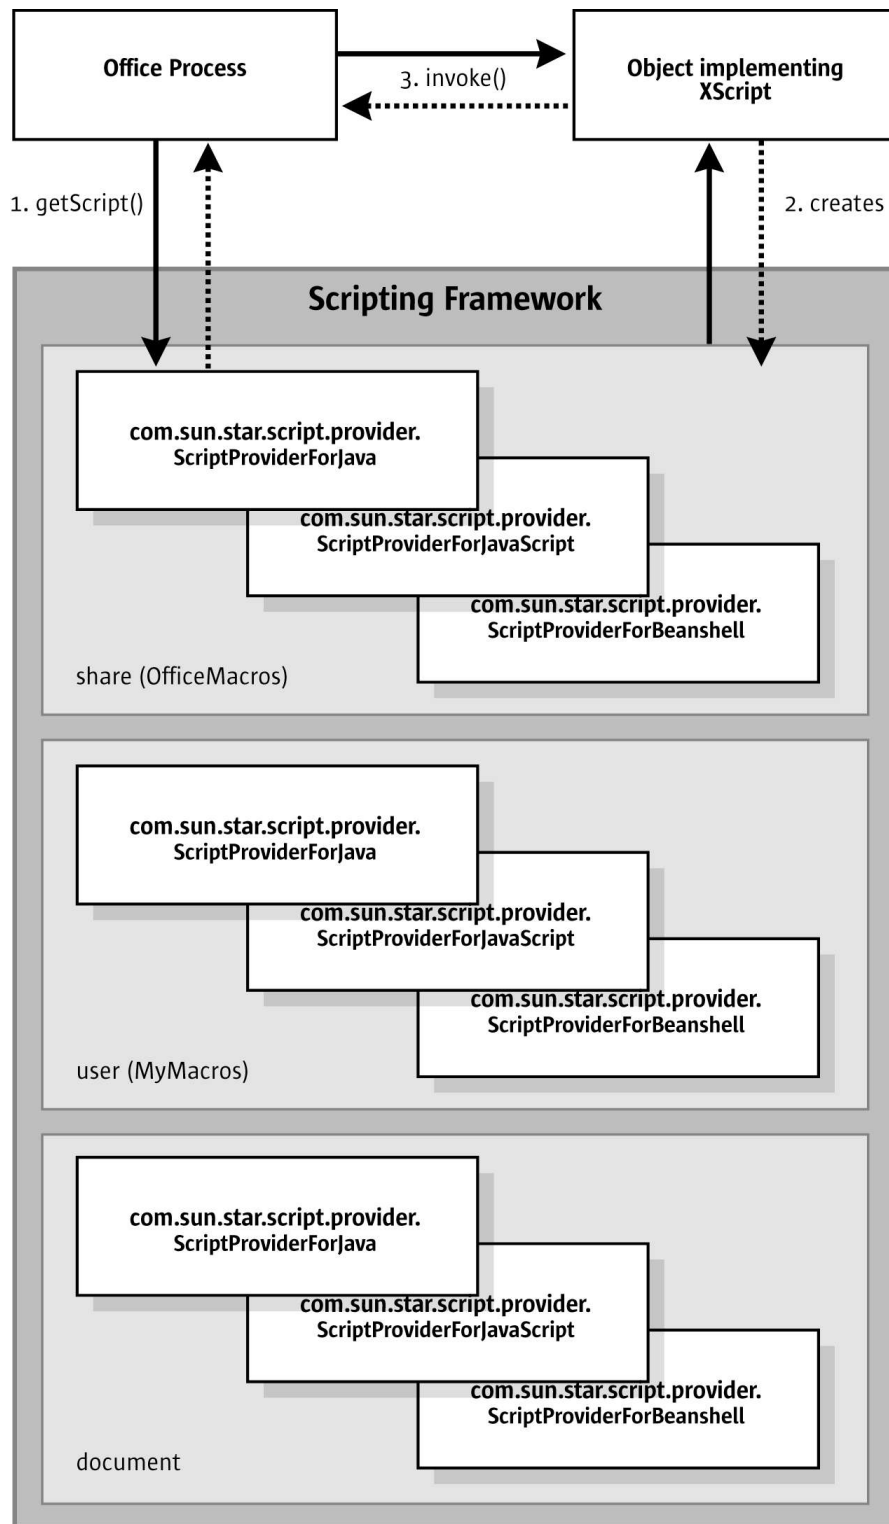 Office Process
3. invoke()
Object implementing
XScript
1. getScript()
2. creates
Scripting Framework
com.sun.star.script.provider.
ScriptProviderForJava
com.sun.star.script.provider.
ScriptProviderForJavaScript
com.sun.star.script.provider.
ScriptProviderForBeanshell
share (OfficeMacros)
com.sun.star.script.provider.
ScriptProviderForJava
com.sun.star.script.provider.
ScriptProviderForJavaScript
com.sun.star.script.provider.
ScriptProviderForBeanshell
user (MyMacros)
com.sun.star.script.provider.
ScriptProviderForJava
com.sun.star.script.provider.
ScriptProviderForJavaScript
com.sun.star.script.provider.
ScriptProviderForBeanshell
document